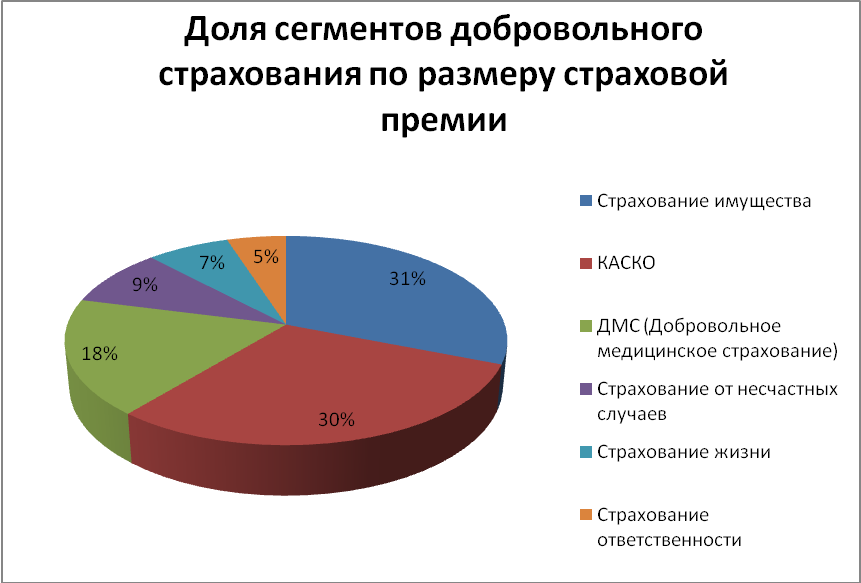 Доля сегментов добровольного
страхования по размеру страховой
премии
5%
7%
9%
31%
18%
30%
Страхование имущества
КАСКО
ДМС (Добровольное
медицинское страхование)
Страхование от несчастных
случаев
Страхование жизни
Страхование
ответственности